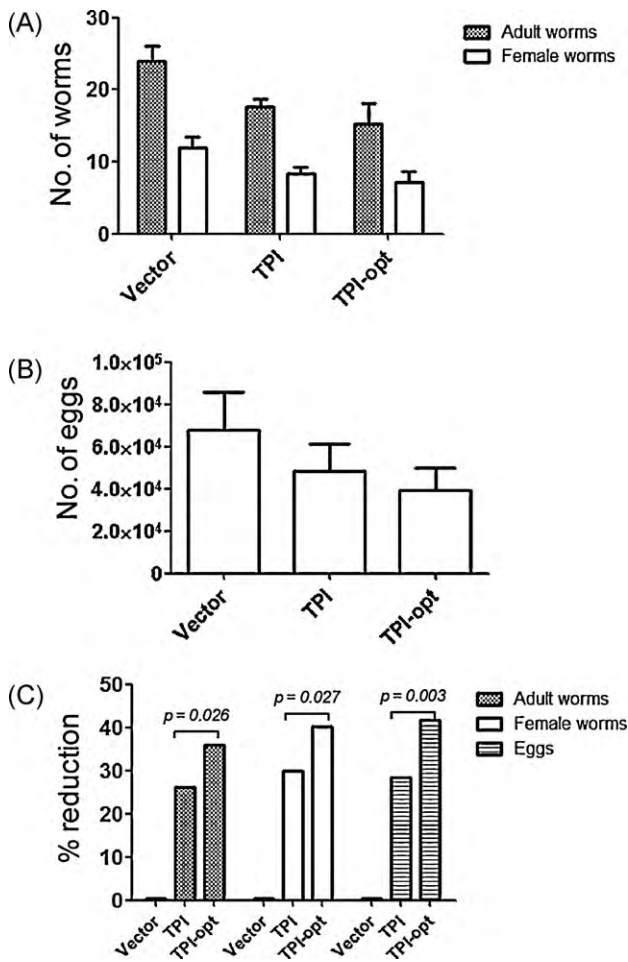 (A)
No. of worms
30
20
10
0
Vector
TPI
TPI-opt
Adult worms
Female worms
(B)
No. of eggs
1.0×10⁵
8.0×10⁴
6.0×10⁴
4.0×10⁴
2.0×10⁴
0
Vector
TPI
TPI-opt
(C)
% reduction
50
40
30
20
10
0
p = 0.026
p = 0.027
p = 0.003
Vector
TPI
TPI-opt
Vector
TPI
TPI-opt
Vector
TPI
TPI-opt
Adult worms
Female worms
Eggs